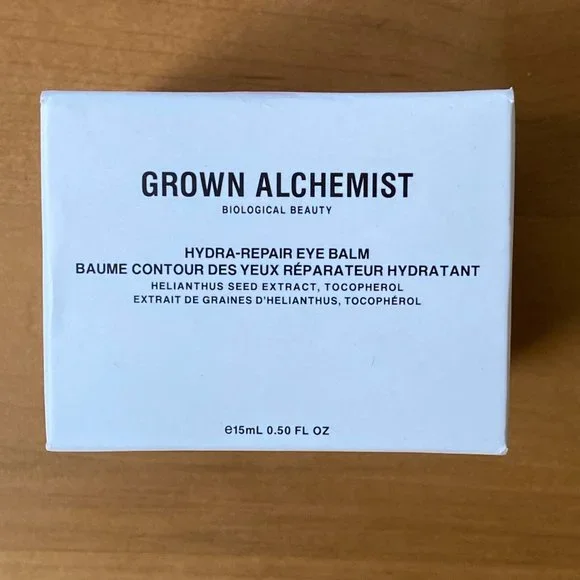 GROWN ALCHEMIST
BIOLOGICAL BEAUTY
HYDRA-REPAIR EYE BALM
BAUME CONTOUR DES YEUX RÉPARATEUR HYDRATANT
HELIANTHUS SEED EXTRACT, TOCOPHEROL
EXTRAIT DE GRAINES D'HELIANTHUS, TOCOPHÉROL
℮15mL 0.50 FL OZ